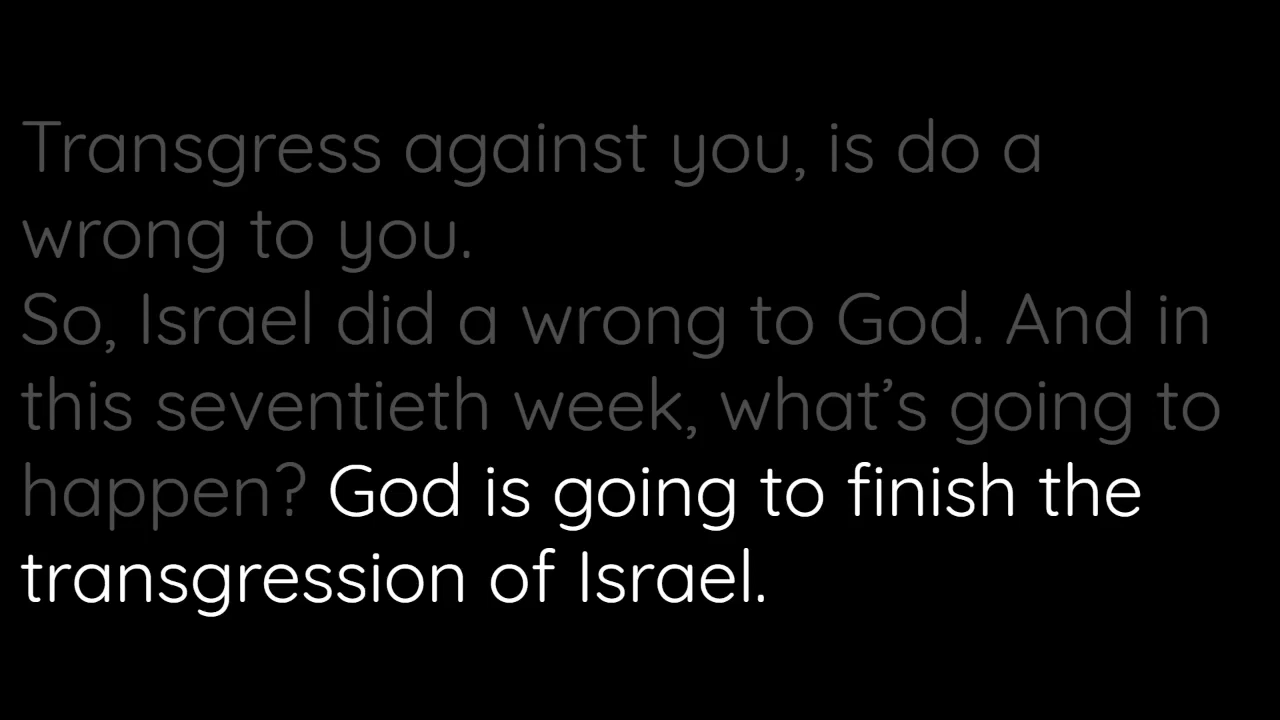 Transgress against you, is do a
wrong to you.
So, Israel did a wrong to God. And in
this seventieth week, what’s going to
happen? God is going to finish the
transgression of Israel.